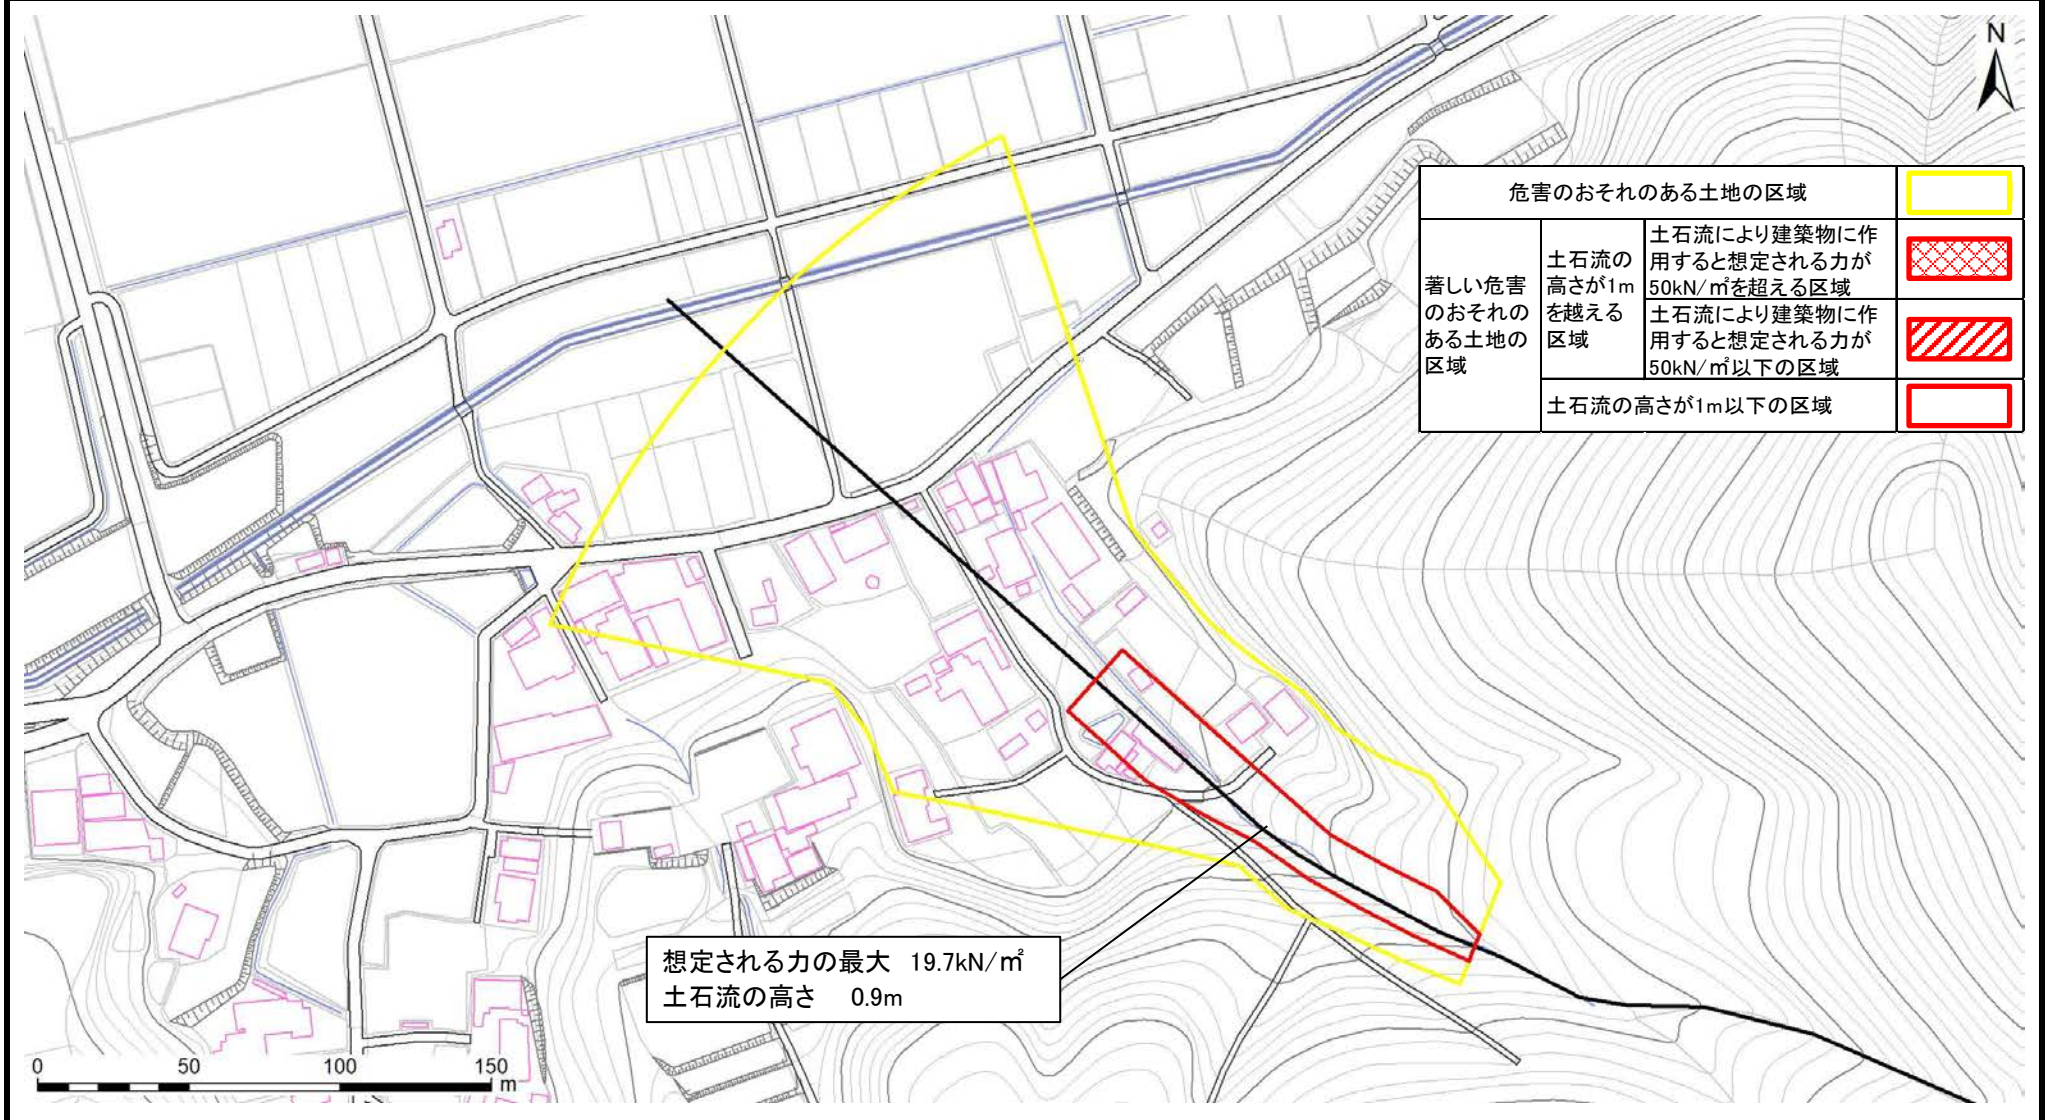 N
危害のおそれのある土地の区域
著しい危害
のおそれの
ある土地の
区域
土石流の
高さが1m
を越える
区域
土石流により建築物に作
用すると想定される力が
50kN/㎡を超える区域
土石流により建築物に作
用すると想定される力が
50kN/㎡以下の区域
土石流の高さが1m以下の区域
想定される力の最大 19.7kN/㎡
土石流の高さ 0.9m
0 50 100 150
m